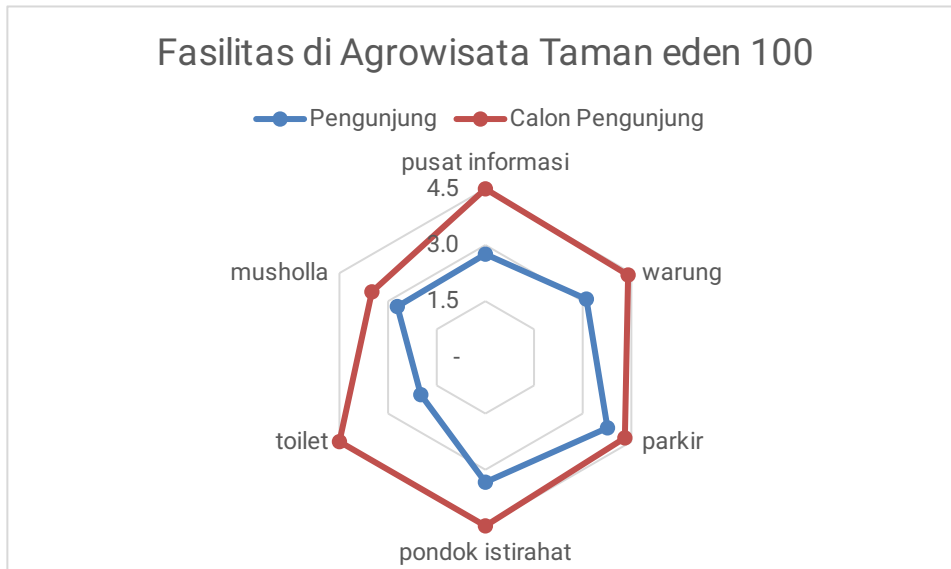 Fasilitas di Agrowisata Taman eden 100
Pengunjung Calon Pengunjung
pusat informasi
4.5
3.0
musholla warung
1.5
-
toilet parkir
pondok istirahat